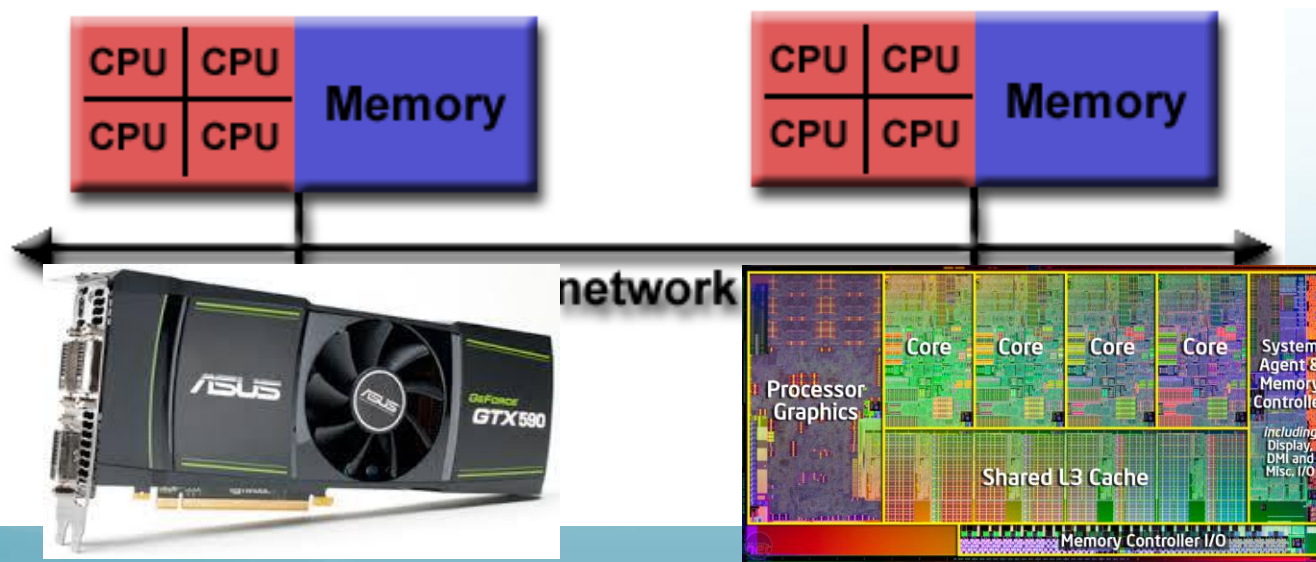 CPU CPU
CPU CPU
Memory
CPU CPU
CPU CPU
Memory
network
ASUS
ASUS
GEFORCE
GTX590
Processor
Graphics
Core
Core
Core
Core
System
Agent &
Memory
Controlle
including
Display,
DMI and
Misc. I/O
Shared L3 Cache
Memory Controller I/O